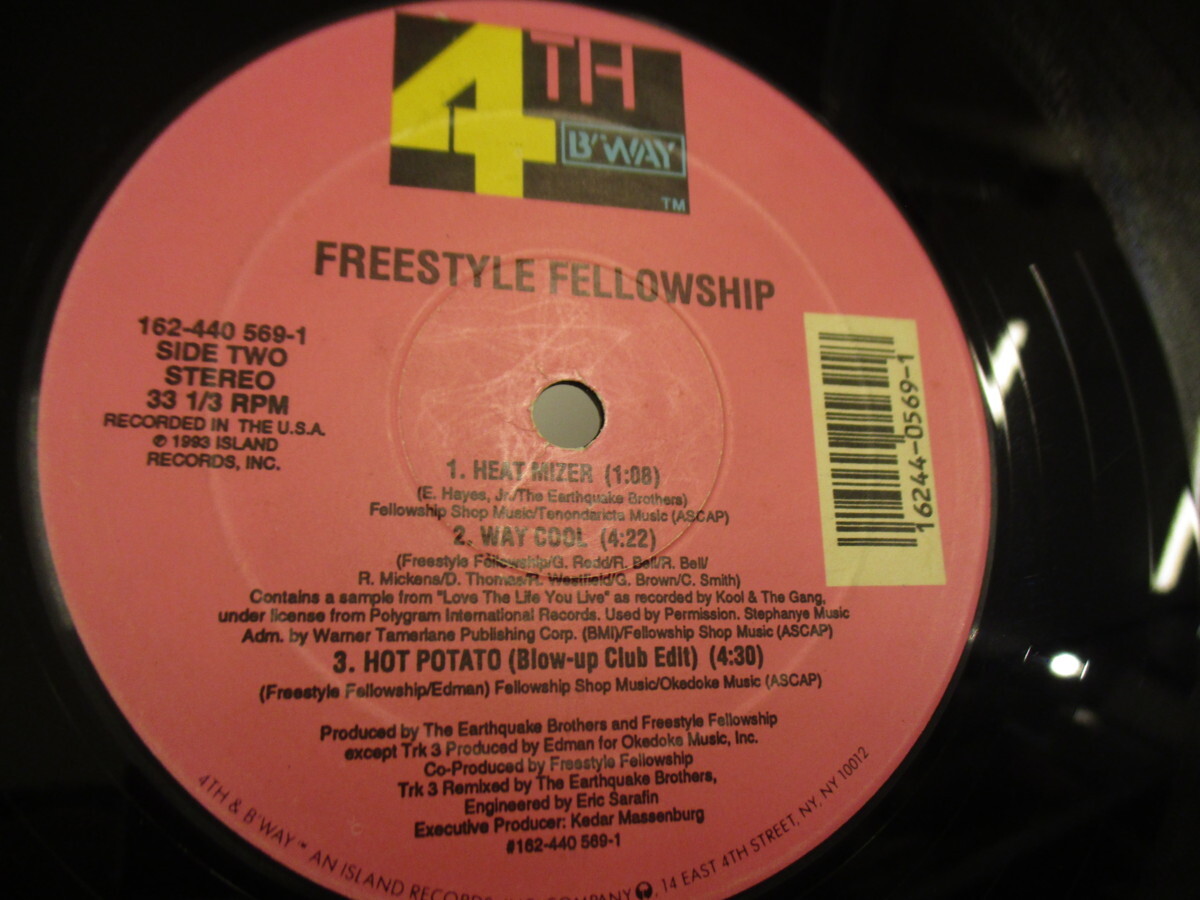 4TH
B'WAY
TM
FREESTYLE FELLOWSHIP
162-440 569-1
SIDE TWO
STEREO
33 1/3 RPM
RECORDED IN THE U.S.A.
℗ 1993 ISLAND
RECORDS, INC.
16244-0569-1
1. HEAT MIZER (1:08)
(E. Hayes, Jr./The Earthquake Brothers)
Fellowship Shop Music/Tenondaricta Music (ASCAP)
2. WAY COOL (4:22)
(Freestyle Fellowship/G. Redd/R. Bell/R. Bell/
R. Mickens/D. Thomas/R. Westfield/G. Brown/C. Smith)
Contains a sample from "Love The Life You Live" as recorded by Kool & The Gang,
under license from Polygram International Records. Used by Permission. Stephanye Music
Adm. by Warner Tamerlane Publishing Corp. (BMI)/Fellowship Shop Music (ASCAP)
3. HOT POTATO (Blow-up Club Edit) (4:30)
(Freestyle Fellowship/Edman) Fellowship Shop Music/Okedoke Music (ASCAP)
Produced by The Earthquake Brothers and Freestyle Fellowship
except Trk 3 Produced by Edman for Okedoke Music, Inc.
Co-Produced by Freestyle Fellowship
Trk 3 Remixed by The Earthquake Brothers,
Engineered by Eric Sarafin
Executive Producer: Kedar Massenburg
#162-440 569-1
4TH & B'WAY™ AN ISLAND RECORDS, COMPANY, 14 EAST 4TH STREET, NY, NY 10012